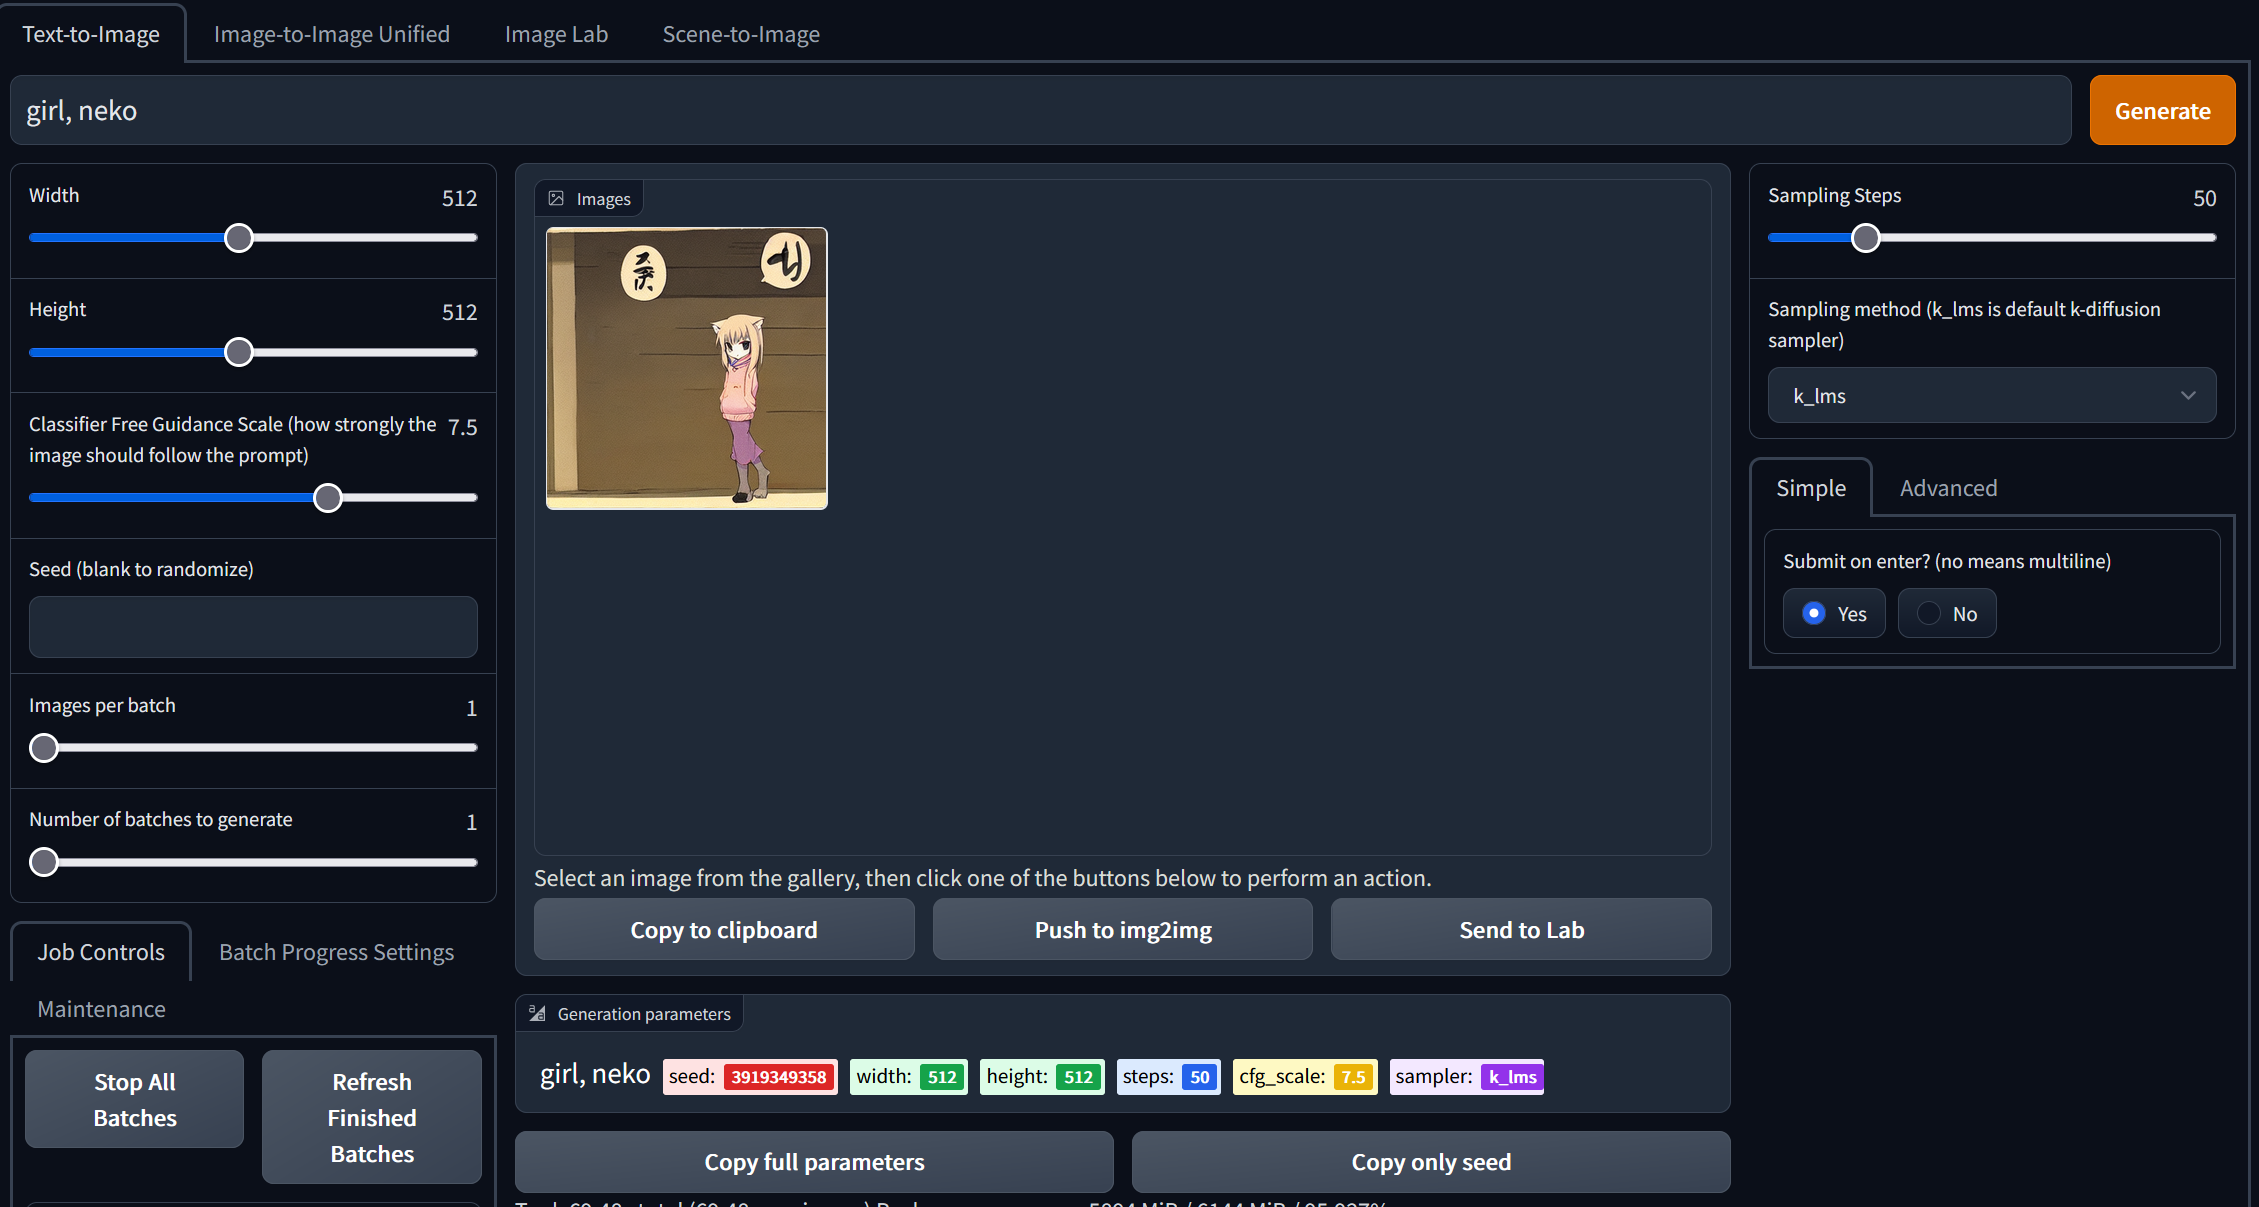 Text-to-Image
Image-to-Image Unified
Image Lab
Scene-to-Image
girl, neko
Generate
Width
512
Height
512
Classifier Free Guidance Scale (how strongly the
image should follow the prompt)
7.5
Seed (blank to randomize)
Images per batch
1
Number of batches to generate
1
Job Controls
Batch Progress Settings
Maintenance
Stop All
Batches
Refresh
Finished
Batches
Images
Select an image from the gallery, then click one of the buttons below to perform an action.
Copy to clipboard
Push to img2img
Send to Lab
Generation parameters
girl, neko seed: 3919349358 width: 512 height: 512 steps: 50 cfg_scale: 7.5 sampler: k_lms
Copy full parameters
Copy only seed
Sampling Steps
50
Sampling method (k_lms is default k-diffusion
sampler)
k_lms
Simple
Advanced
Submit on enter? (no means multiline)
Yes
No